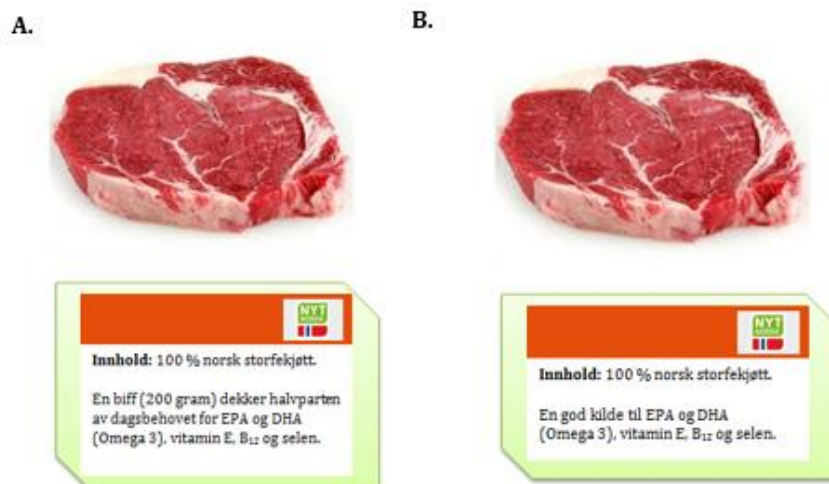 A.
B.
NYT
NORGE
Innhold: 100 % norsk storfekjøtt.
En biff (200 gram) dekker halvparten
av dagsbehovet for EPA og DHA
(Omega 3), vitamin E, B₁₂ og selen.
NYT
NORGE
Innhold: 100 % norsk storfekjøtt.
En god kilde til EPA og DHA
(Omega 3), vitamin E, B₁₂ og selen.